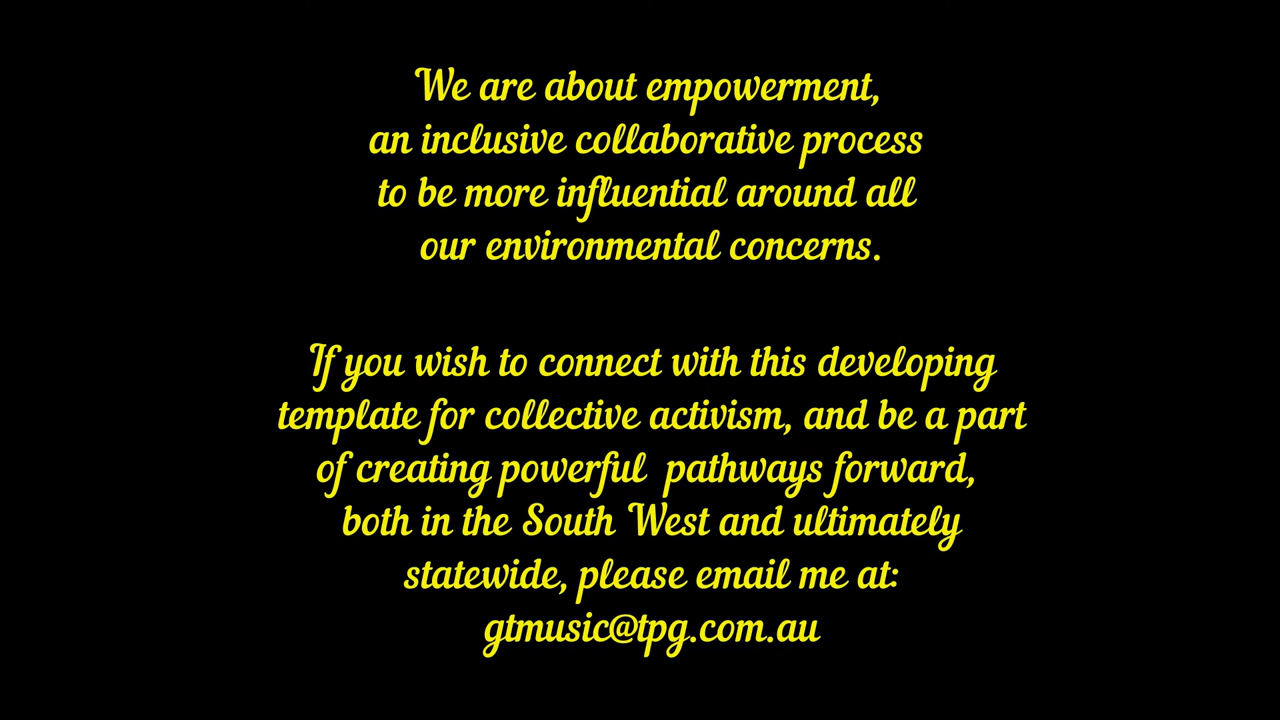 We are about empowerment,
an inclusive collaborative process
to be more influential around all
our environmental concerns.
If you wish to connect with this developing
template for collective activism, and be a part
of creating powerful pathways forward,
both in the South West and ultimately
statewide, please email me at:
gtmusic@tpg.com.au